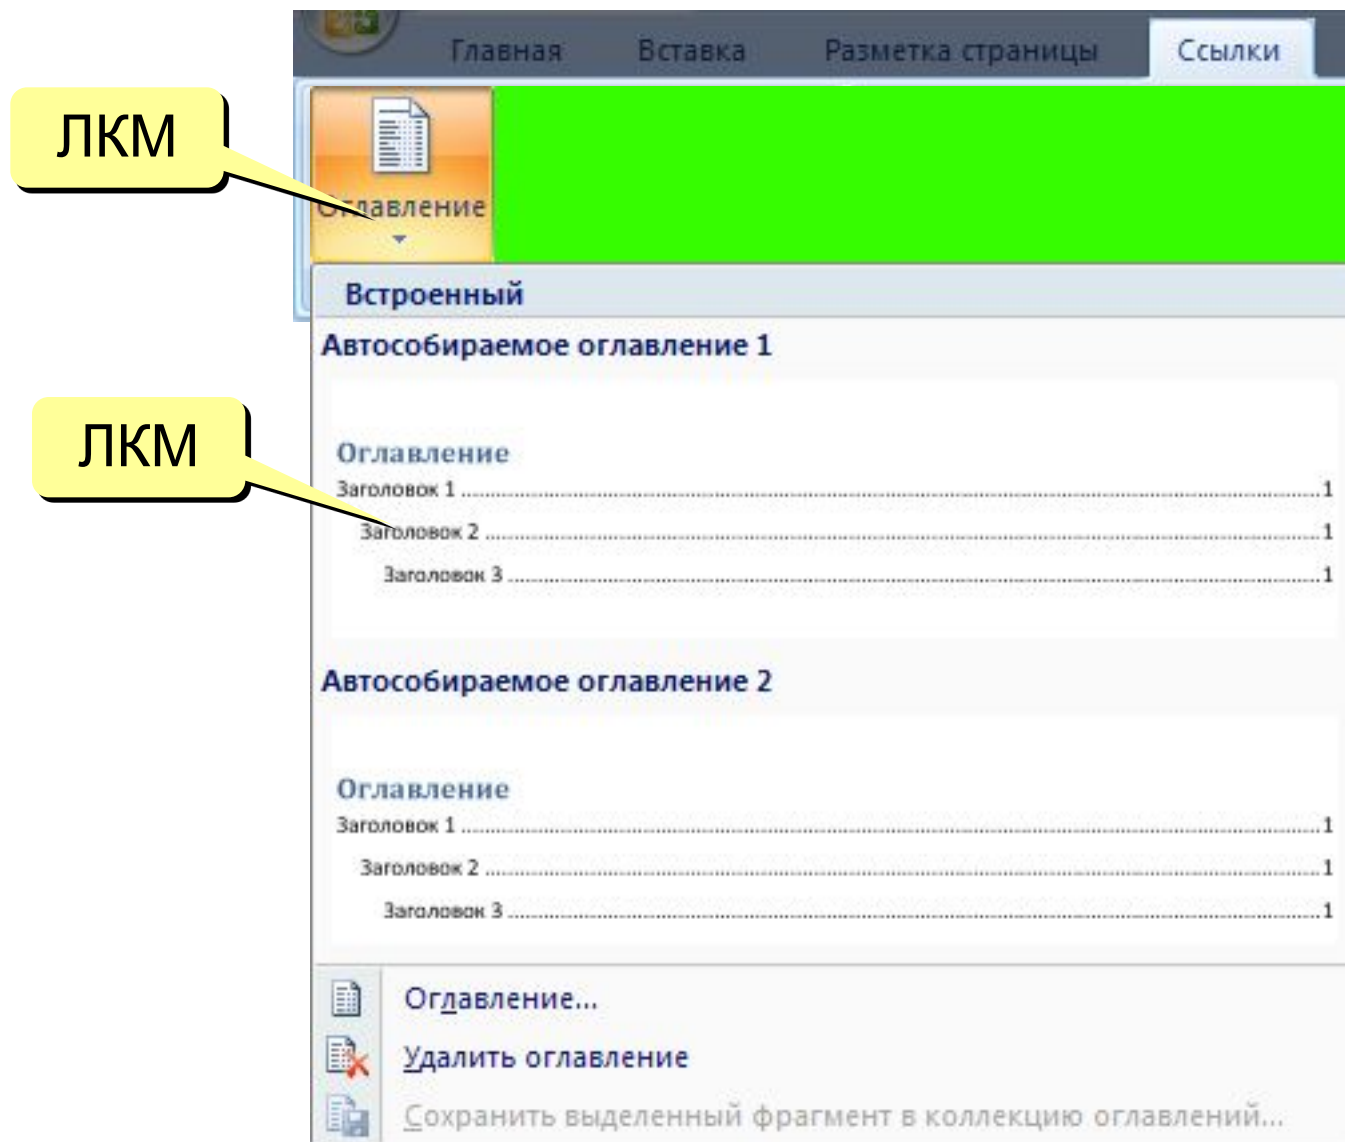 Главная Вставка Разметка страницы Ссылки
ЛКМ
Оглавление
Встроенный
Автособираемое оглавление 1
ЛКМ
Оглавление
Заголовок 1 ........................................ 1
Заголовок 2 ........................................ 1
Заголовок 3 ........................................ 1
Автособираемое оглавление 2
Оглавление
Заголовок 1 ........................................ 1
Заголовок 2 ........................................ 1
Заголовок 3 ........................................ 1
Оглавление...
Удалить оглавление
Сохранить выделенный фрагмент в коллекцию оглавлений...